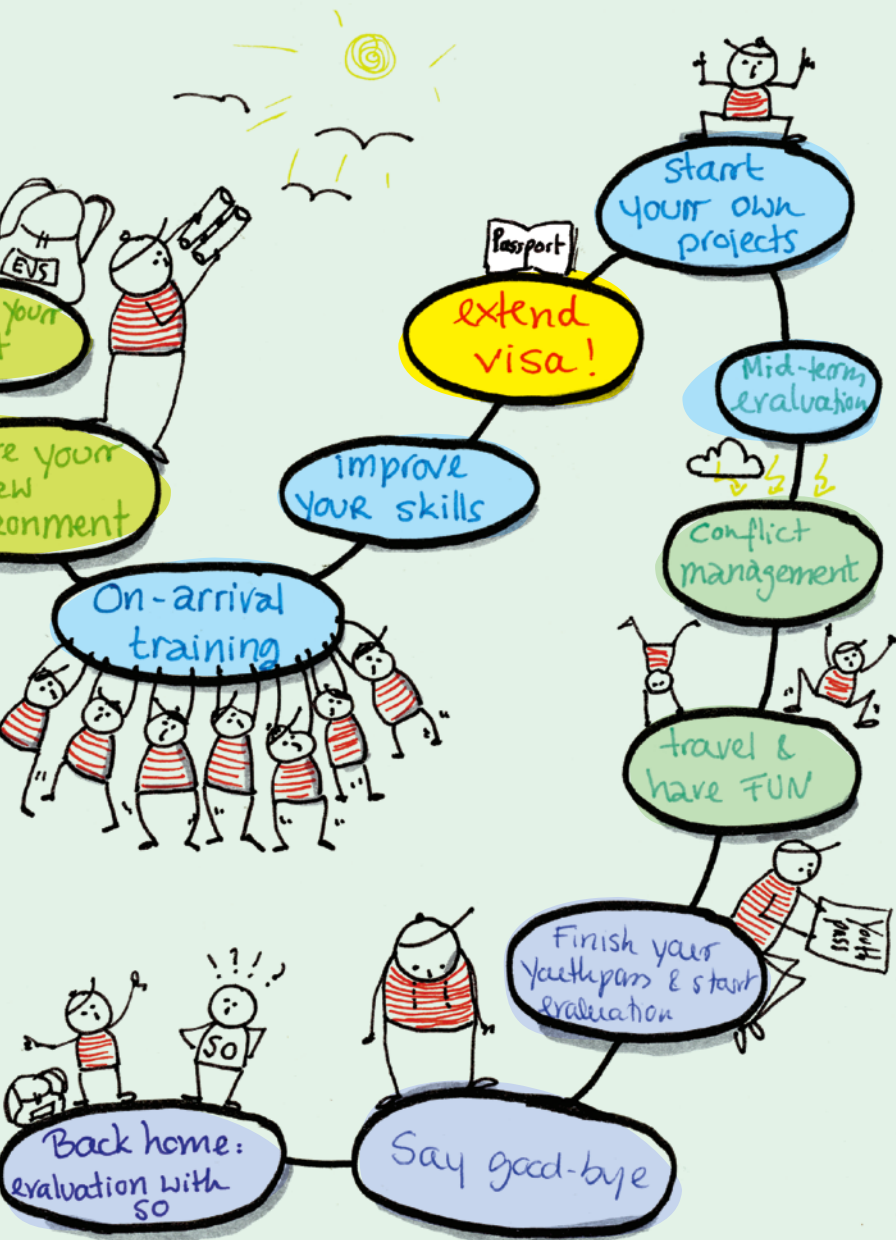 EVS
your
t
re your
ew
ronment
On-arrival
training
improve
your skills
Passport
extend
visa!
start
your own
projects
Mid-term
evaluation
Conflict
management
travel &
have FUN
Youth
pass
Finish your
Youthpass & start
evaluation
Say good-bye
!?!?
SO
Back home:
evaluation with
SO